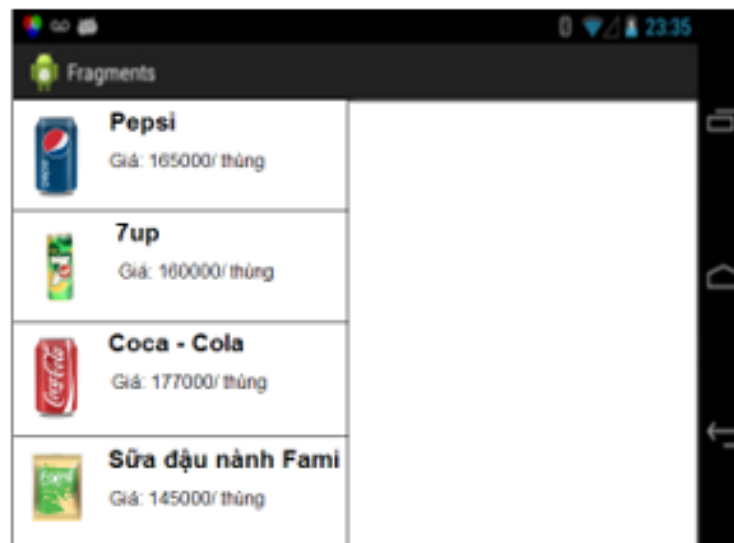 23:35
Fragments
Pepsi
Giá: 165000/ thùng
7up
Giá: 160000/ thùng
Coca - Cola
Giá: 177000/ thùng
Sữa đậu nành Fami
Giá: 145000/ thùng